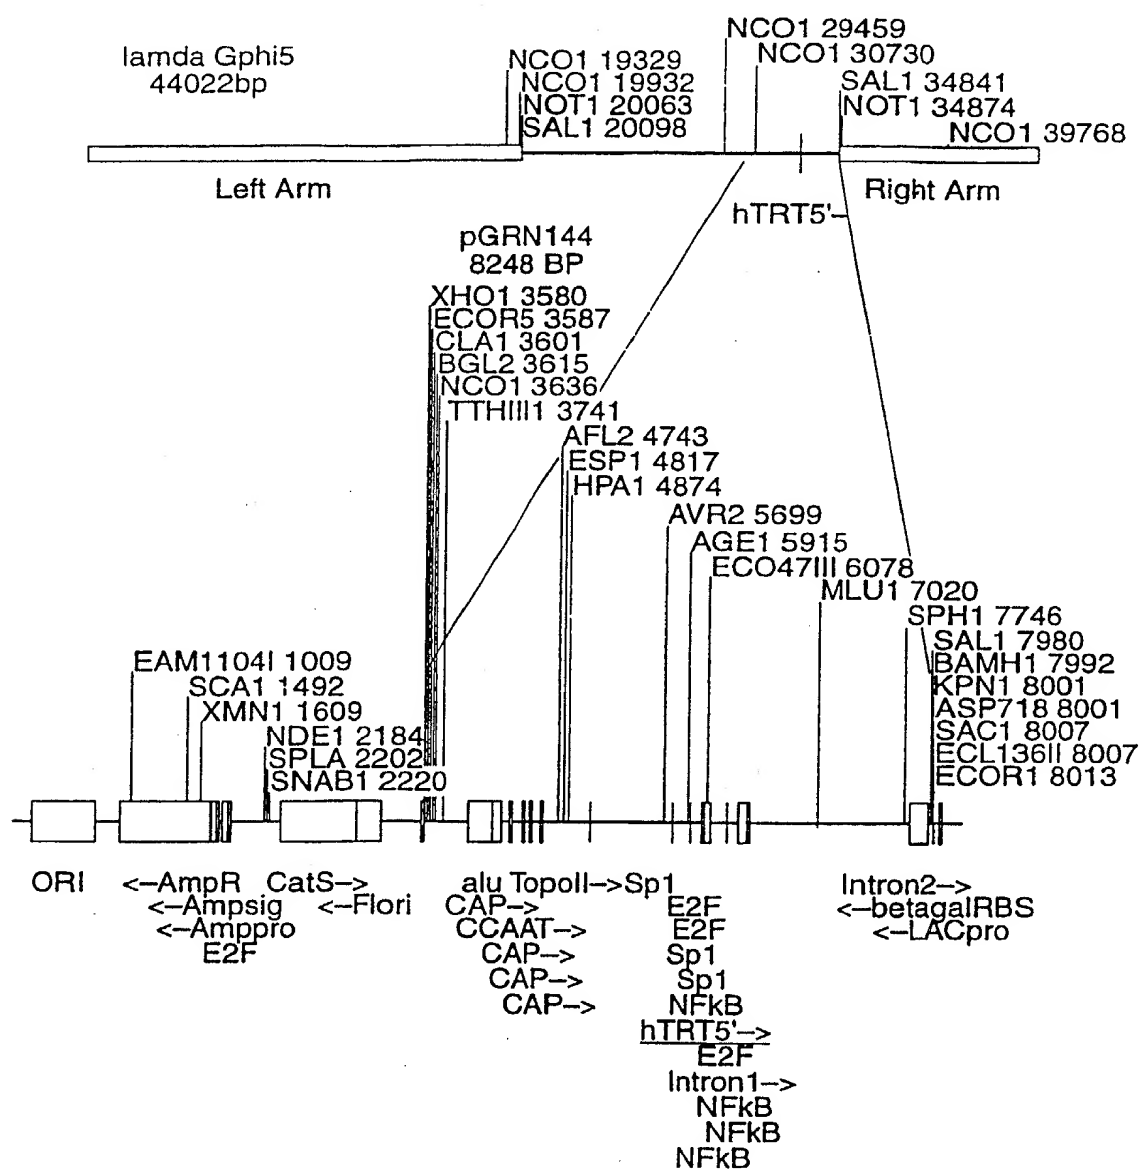 lamda Gphi5
44022bp
NCO1 19329
NCO1 19932
NOT1 20063
SAL1 20098
NCO1 29459
NCO1 30730
SAL1 34841
NOT1 34874
NCO1 39768
Left Arm
Right Arm
hTRT5'
pGRN144
8248 BP
XHO1 3580
ECOR5 3587
CLA1 3601
BGL2 3615
NCO1 3636
TTHIII1 3741
AFL2 4743
ESP1 4817
HPA1 4874
AVR2 5699
AGE1 5915
ECO47III 6078
MLU1 7020
SPH1 7746
SAL1 7980
BAMH1 7992
KPN1 8001
ASP718 8001
SAC1 8007
ECL136II 8007
ECOR1 8013
EAM1104I 1009
SCA1 1492
XMN1 1609
NDE1 2184
SPLA 2202
SNAB1 2220
ORI
<-AmpR
<-Ampsig
<-Amppro
E2F
CatS->
<-Flori
alu TopoII->Sp1
CAP->
CCAAT->
CAP->
CAP->
CAP->
E2F
E2F
Sp1
Sp1
NFkB
hTRT5'->
E2F
Intron1->
NFkB
NFkB
NFkB
Intron2->
<-betagalRBS
<-LACpro